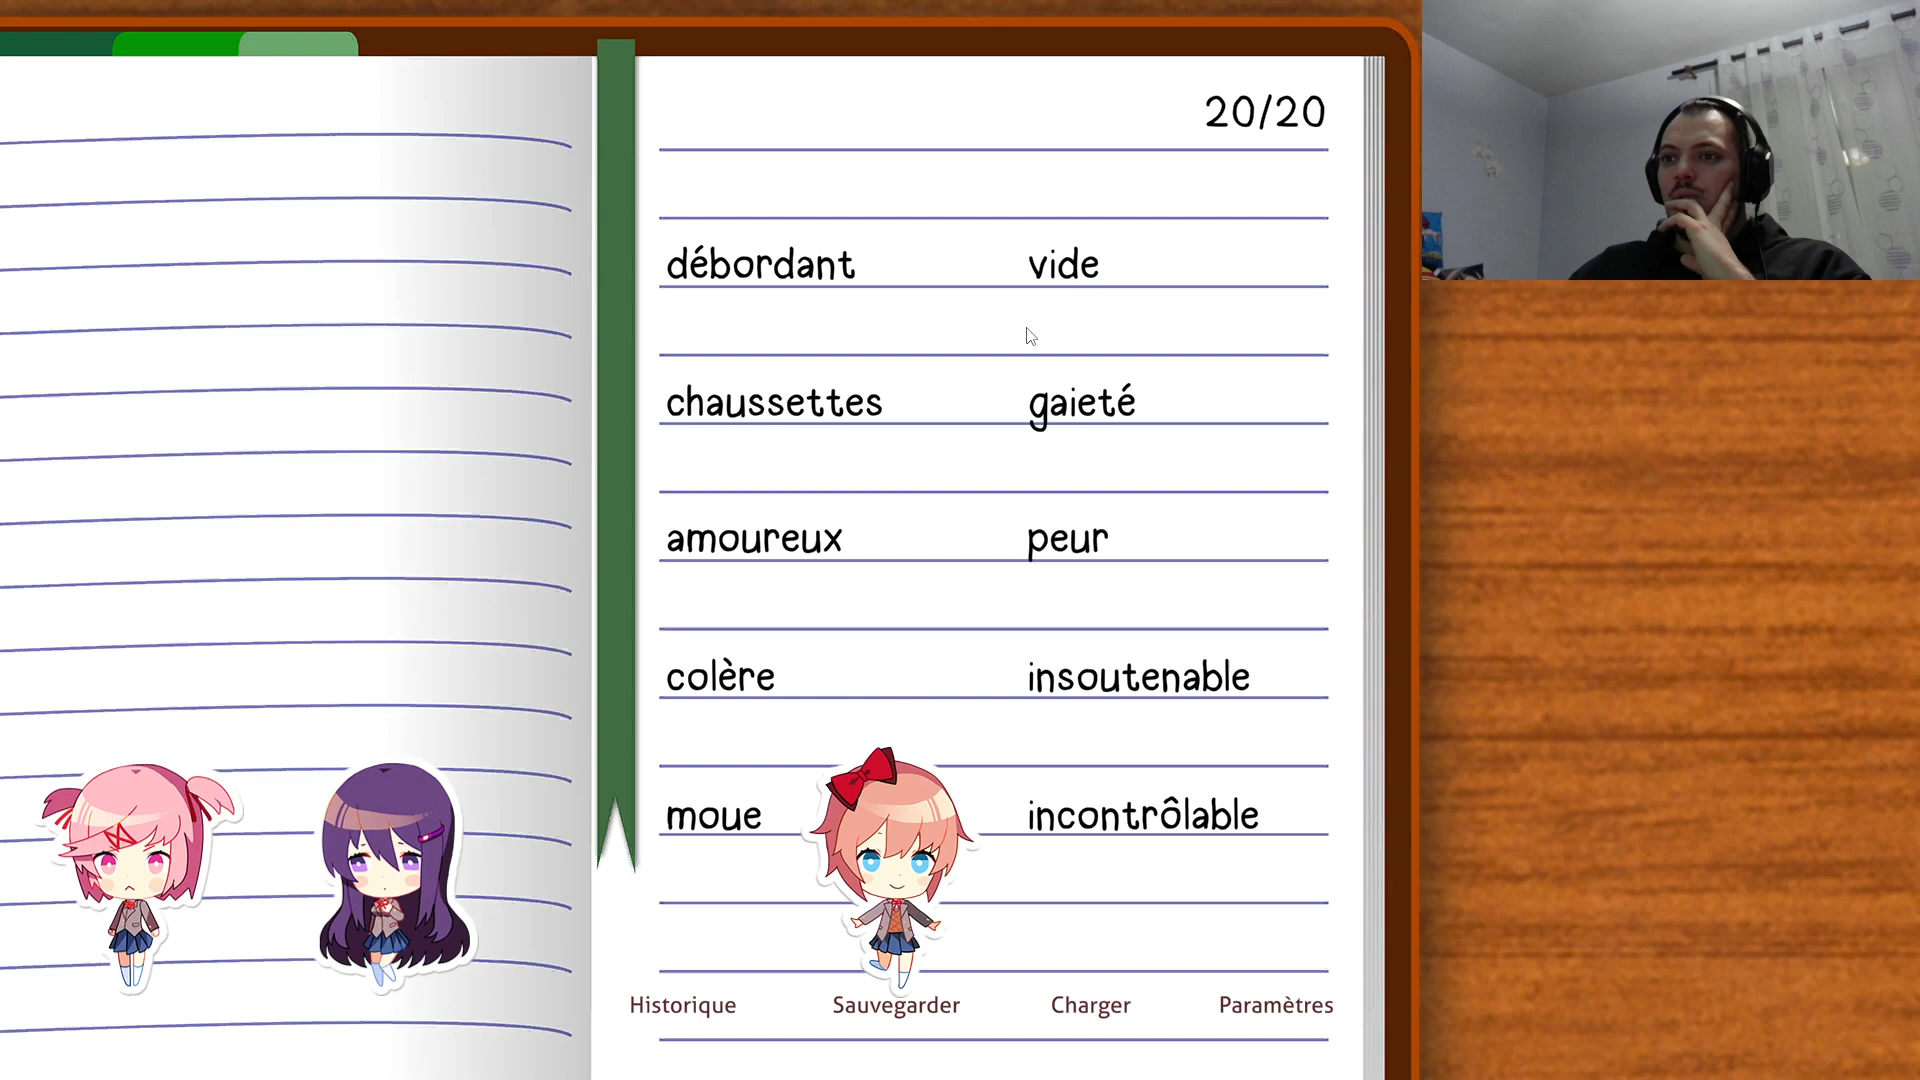 20/20
débordant vide
chaussettes gaieté
amoureux peur
colère insoutenable
moue incontrôlable
Historique Sauvegarder Charger Paramètres